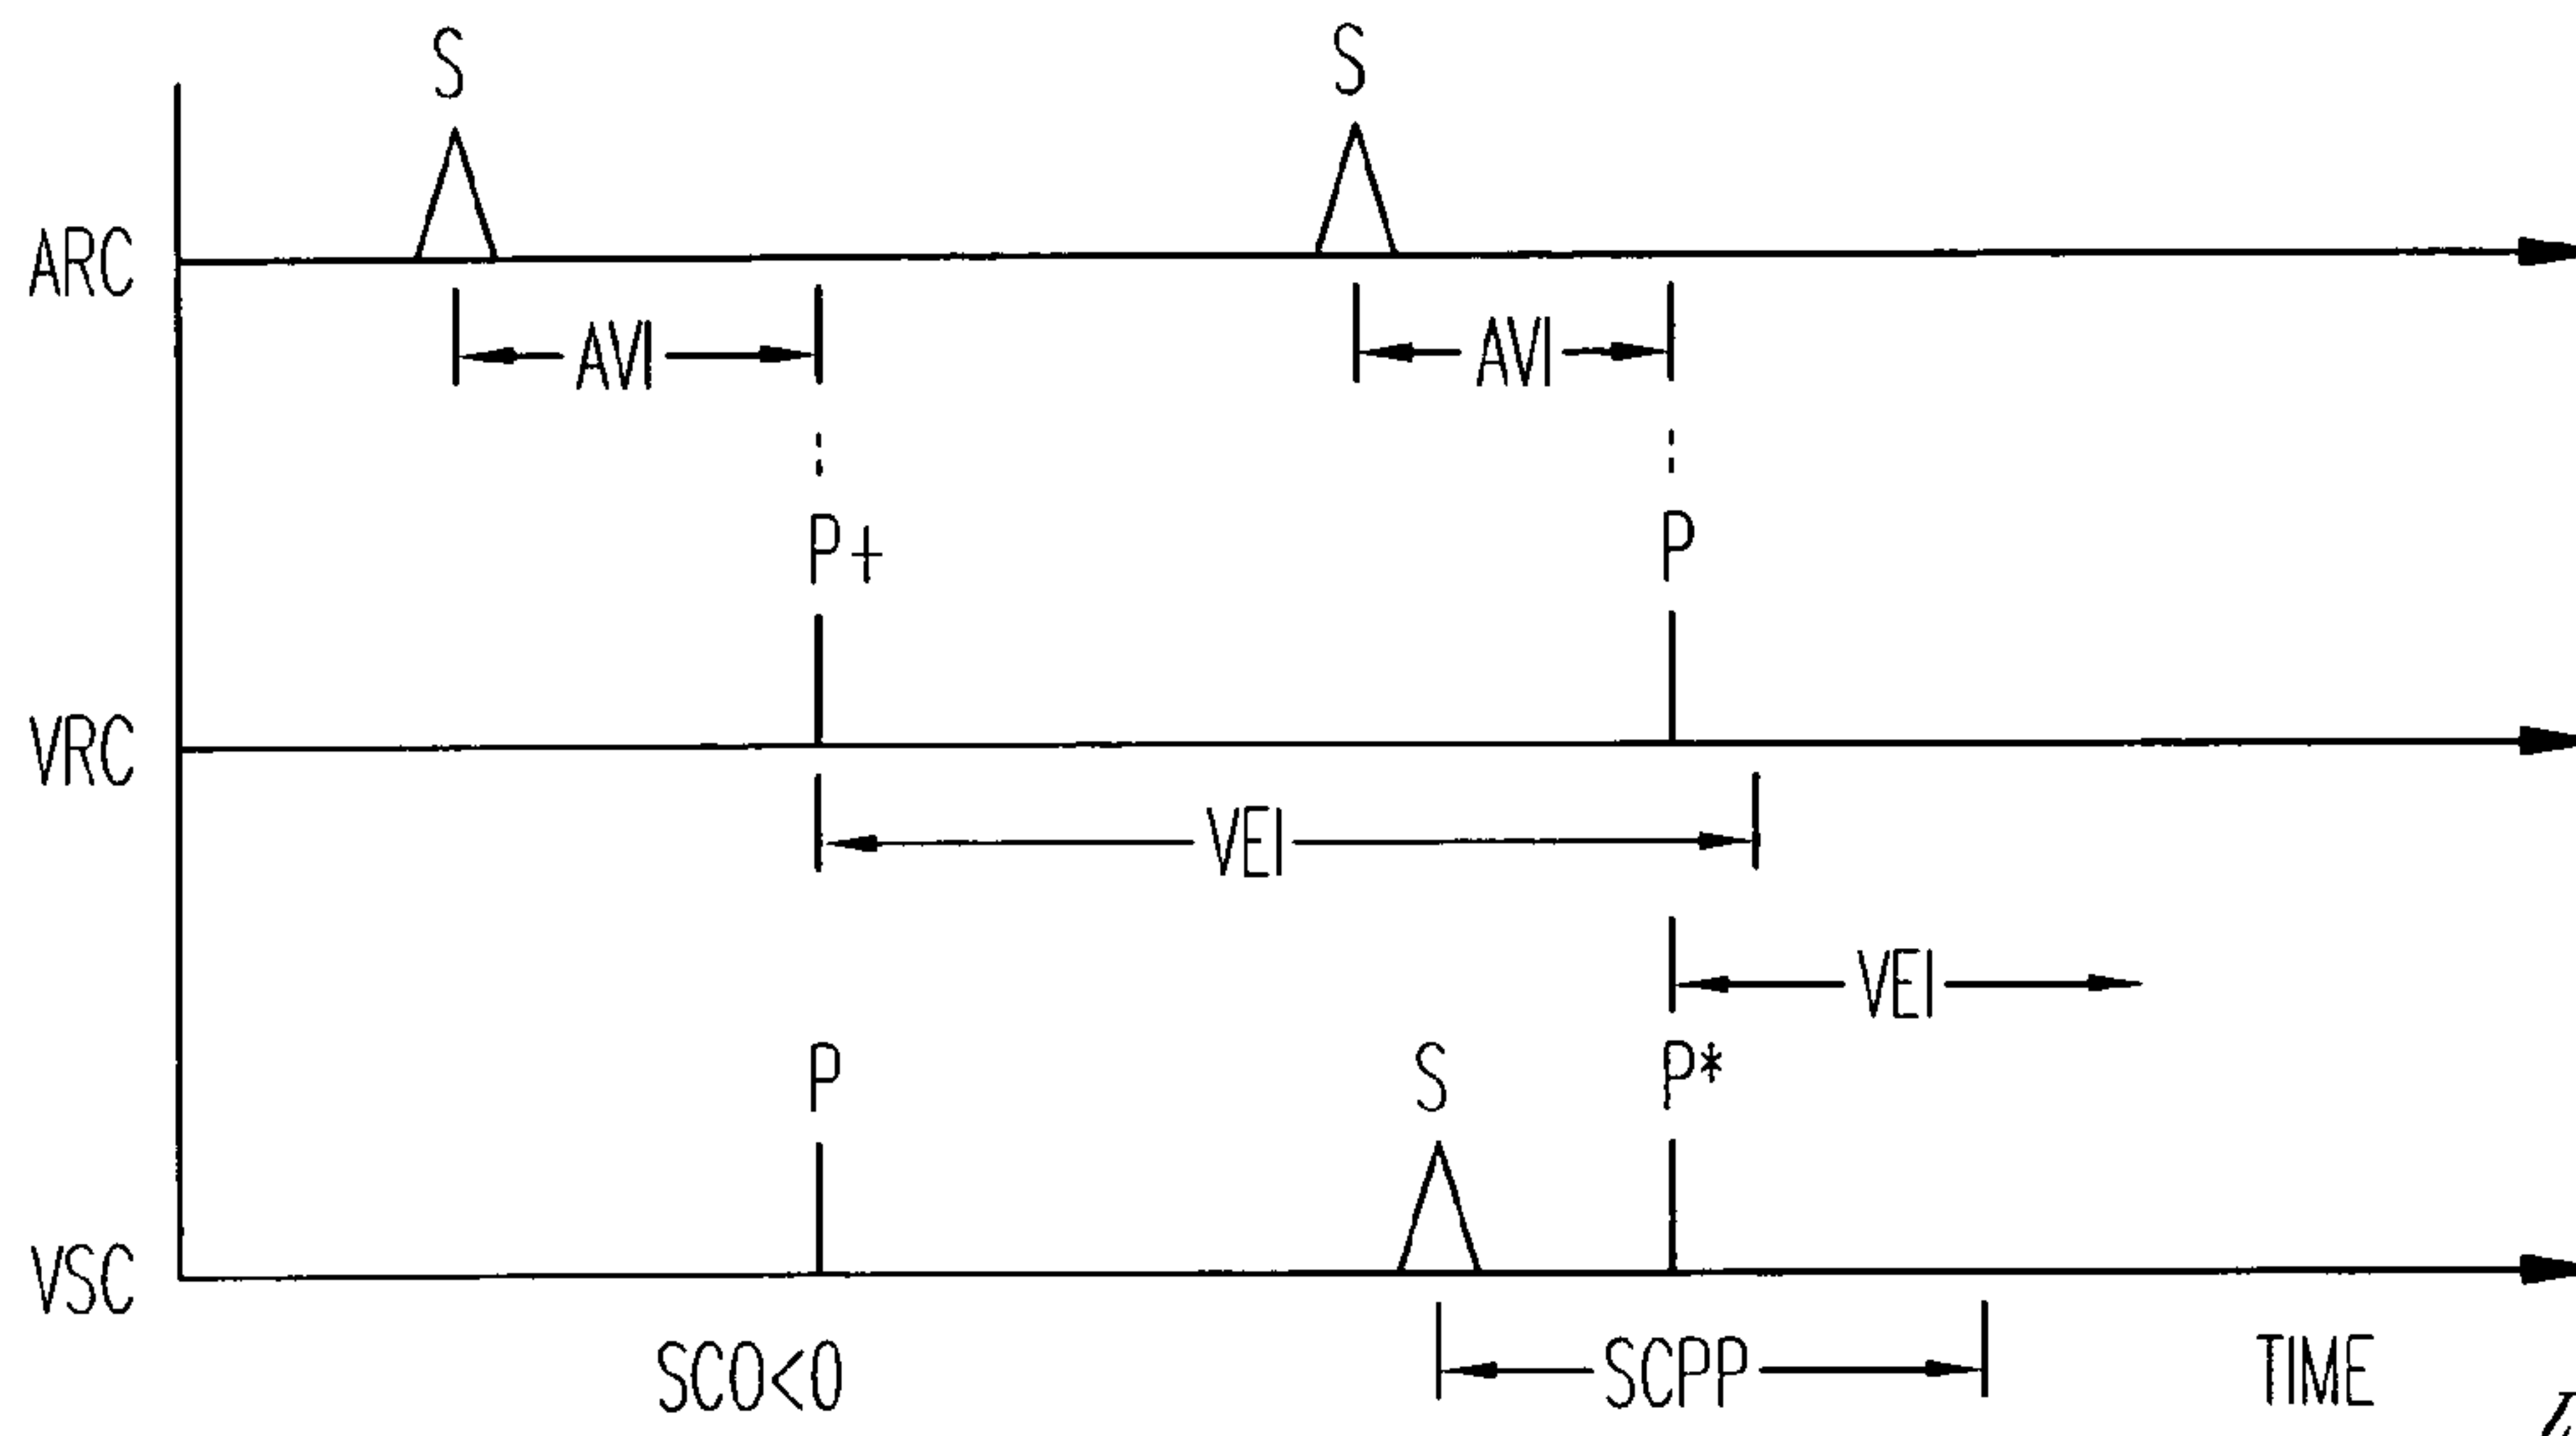 S S
ARC
AVI AVI
P+ P
VRC
VEI
VEI
P S P*
VSC
SCO<0 SCPP TIME